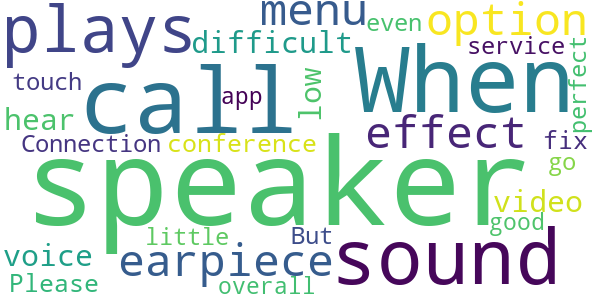 plays menu even option
difficult service
touch call app low When perfect
hear effect fix
Connection conference go
speaker video
little But good
voice earpiece sound
Please overall